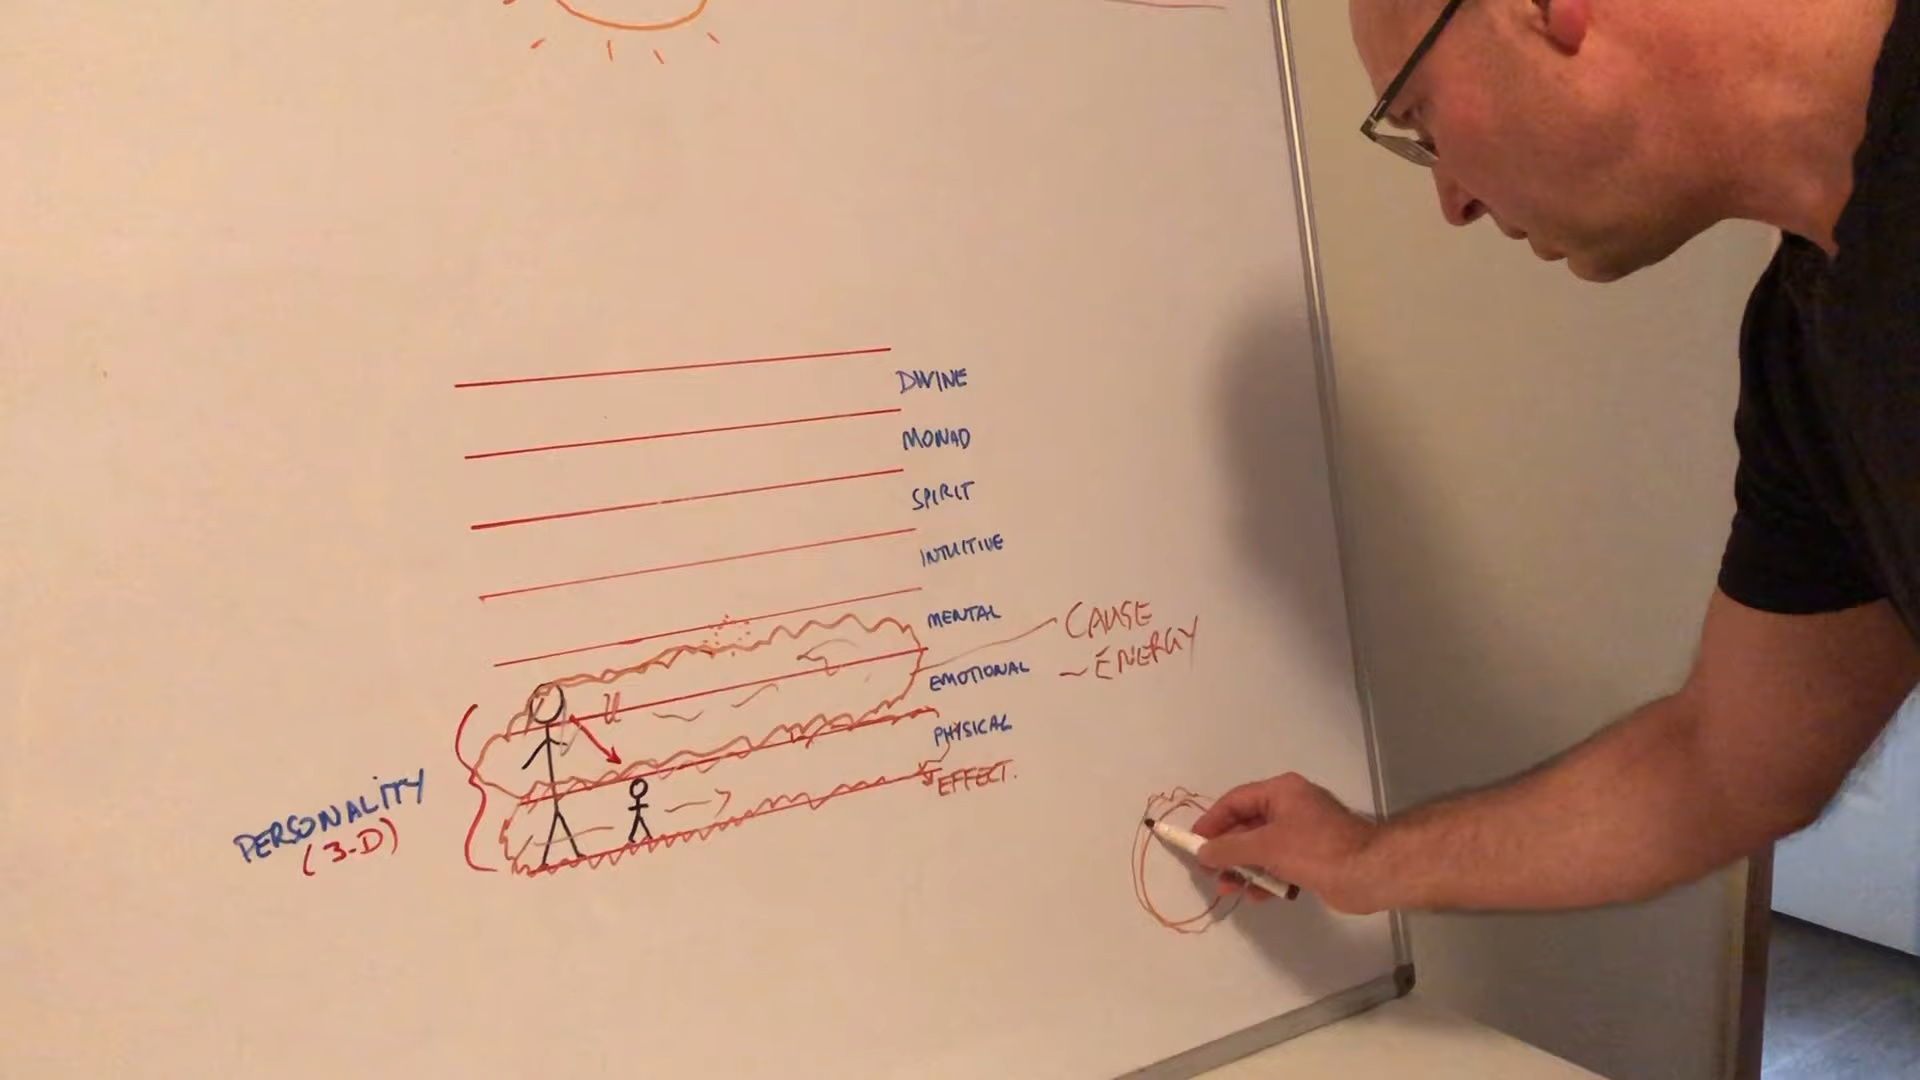 DIVINE
MONAD
SPIRIT
INTUITIVE
MENTAL
CAUSE
- ENERGY
EMOTIONAL
PHYSICAL
EFFECT.
PERSONALITY
(3-D)